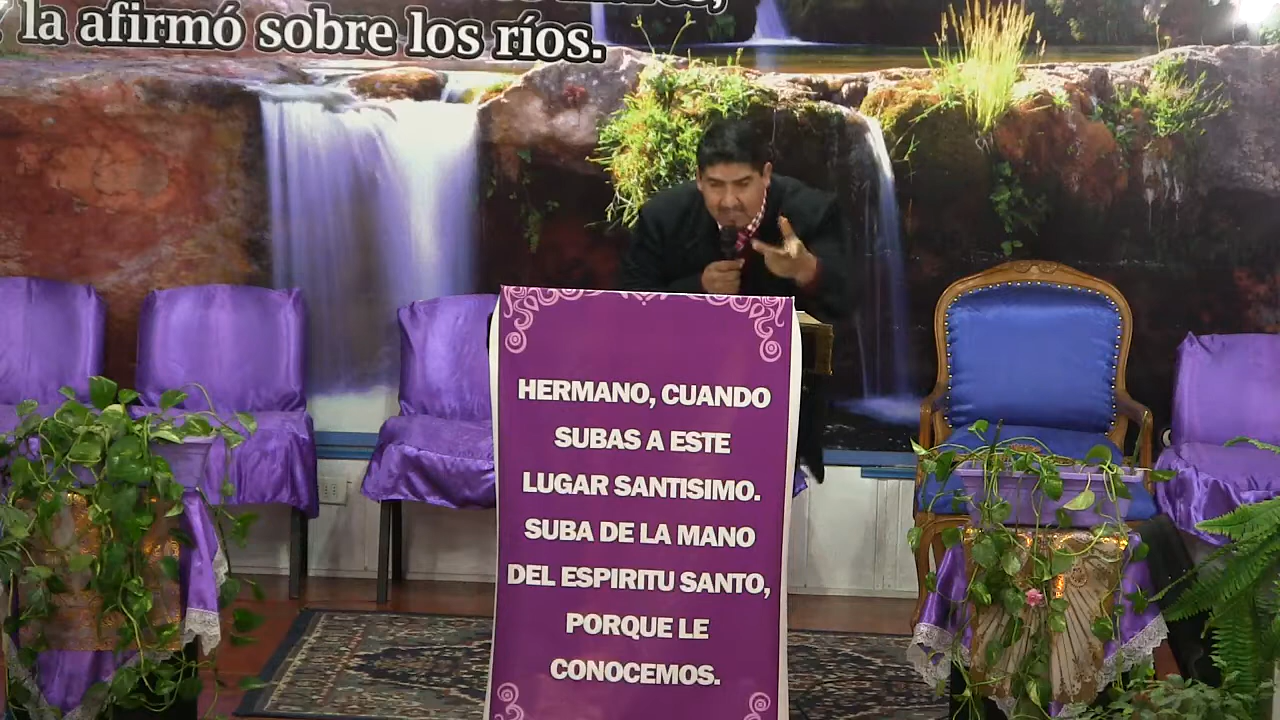 la afirmó sobre los ríos.
HERMANO, CUANDO
SUBAS A ESTE
LUGAR SANTISIMO.
SUBA DE LA MANO
DEL ESPIRITU SANTO,
PORQUE LE
CONOCEMOS.